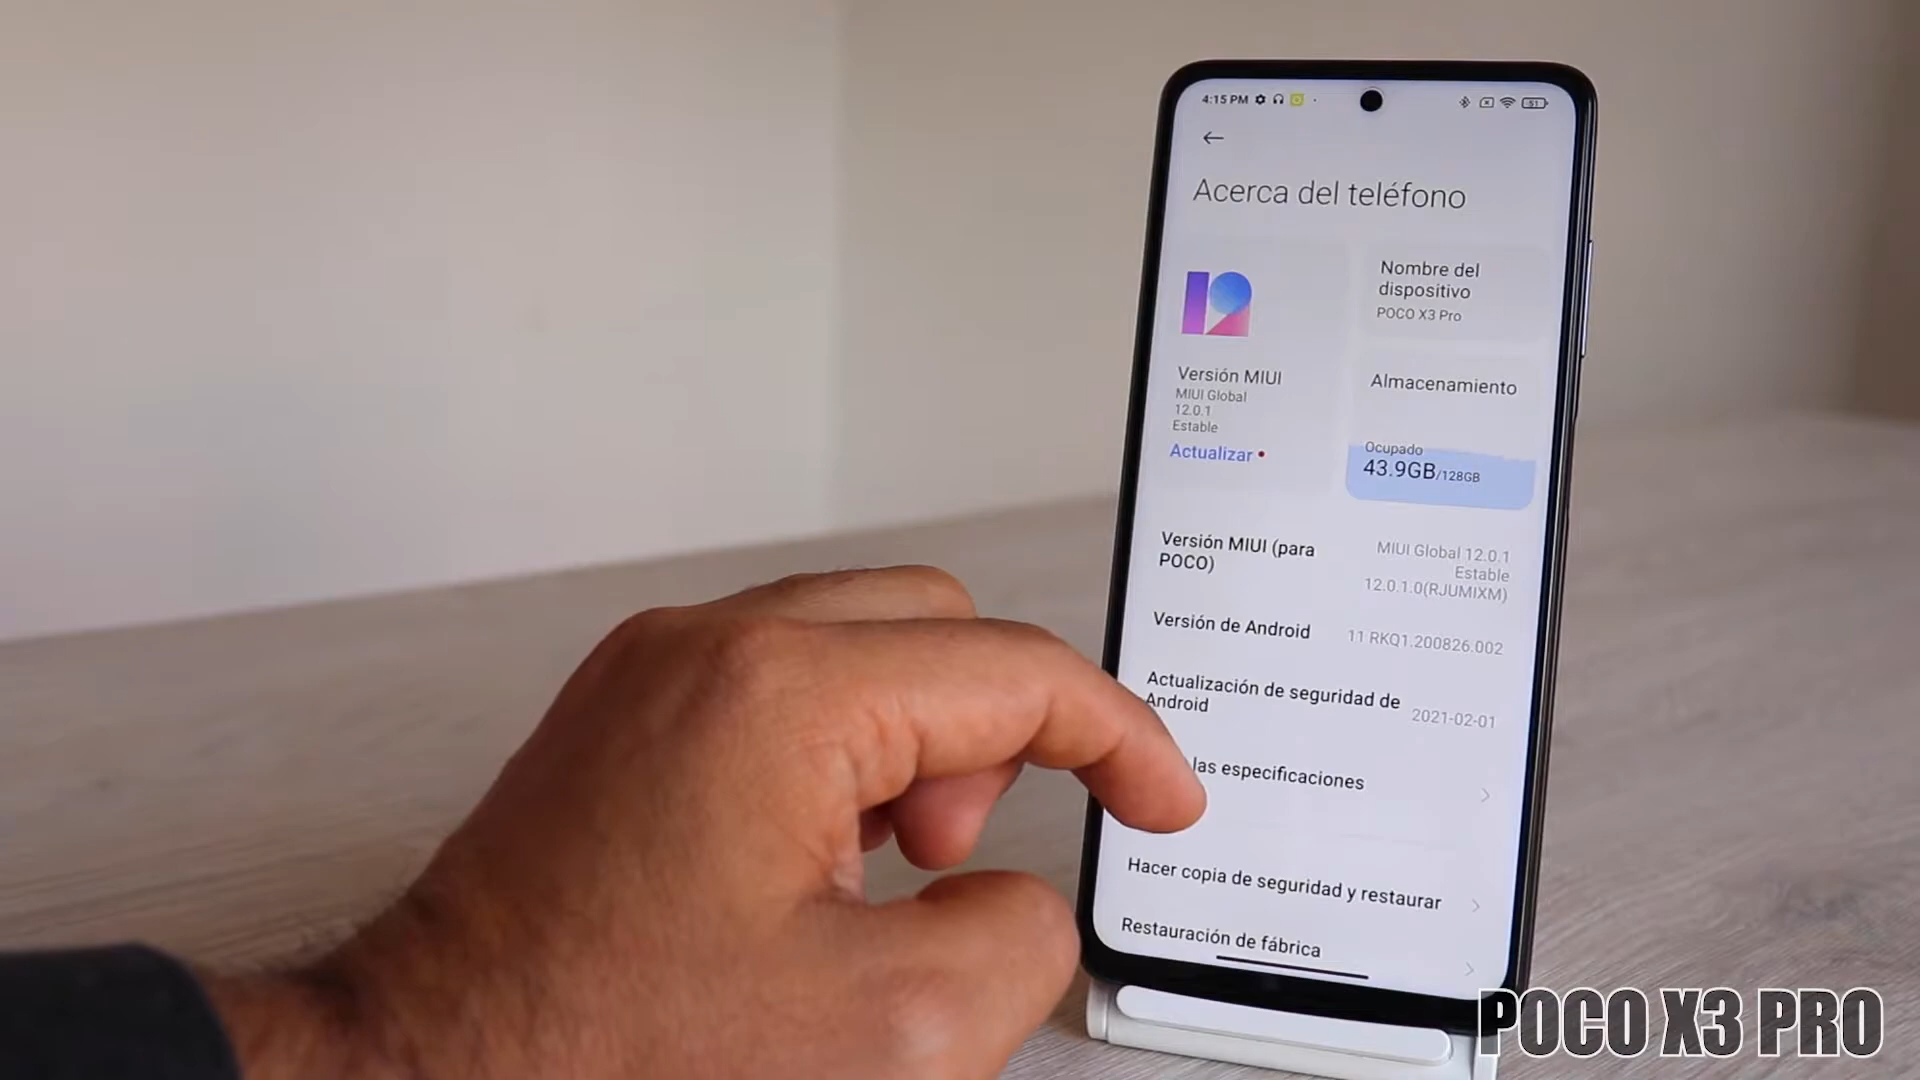 4:15 PM
51
Acerca del teléfono
Nombre del
dispositivo
POCO X3 Pro
Versión MIUI
MIUI Global
12.0.1
Estable
Actualizar
Almacenamiento
Ocupado
43.9GB/128GB
Versión MIUI (para
POCO)
MIUI Global 12.0.1
Estable
12.0.1.0(RJUMIXM)
Versión de Android
11 RKQ1.200826.002
Actualización de seguridad de
Android
2021-02-01
las especificaciones
Hacer copia de seguridad y restaurar
Restauración de fábrica
POCO X3 PRO